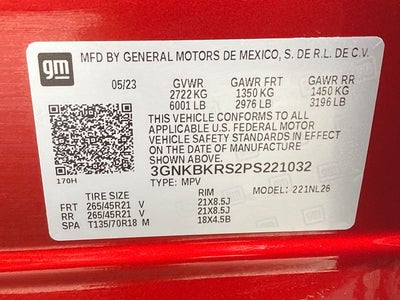 gm MFD BY GENERAL MOTORS DE MEXICO, S. DE R.L. DE C.V.
05/23 GVWR GAWR FRT GAWR RR
2722 KG 1350 KG 1450 KG
6001 LB 2976 LB 3196 LB
THIS VEHICLE CONFORMS TO ALL
APPLICABLE U.S. FEDERAL MOTOR
VEHICLE SAFETY STANDARDS IN EFFECT
ON THE DATE OF MANUFACTURE
SHOWN ABOVE.
3GNKBKRS2PS221032
170H TYPE: MPV MODEL: 221NL26
TIRE SIZE RIM
FRT 265/45R21 V 21X8.5J
RR 265/45R21 V 21X8.5J
SPA T135/70R18 M 18X4.5B